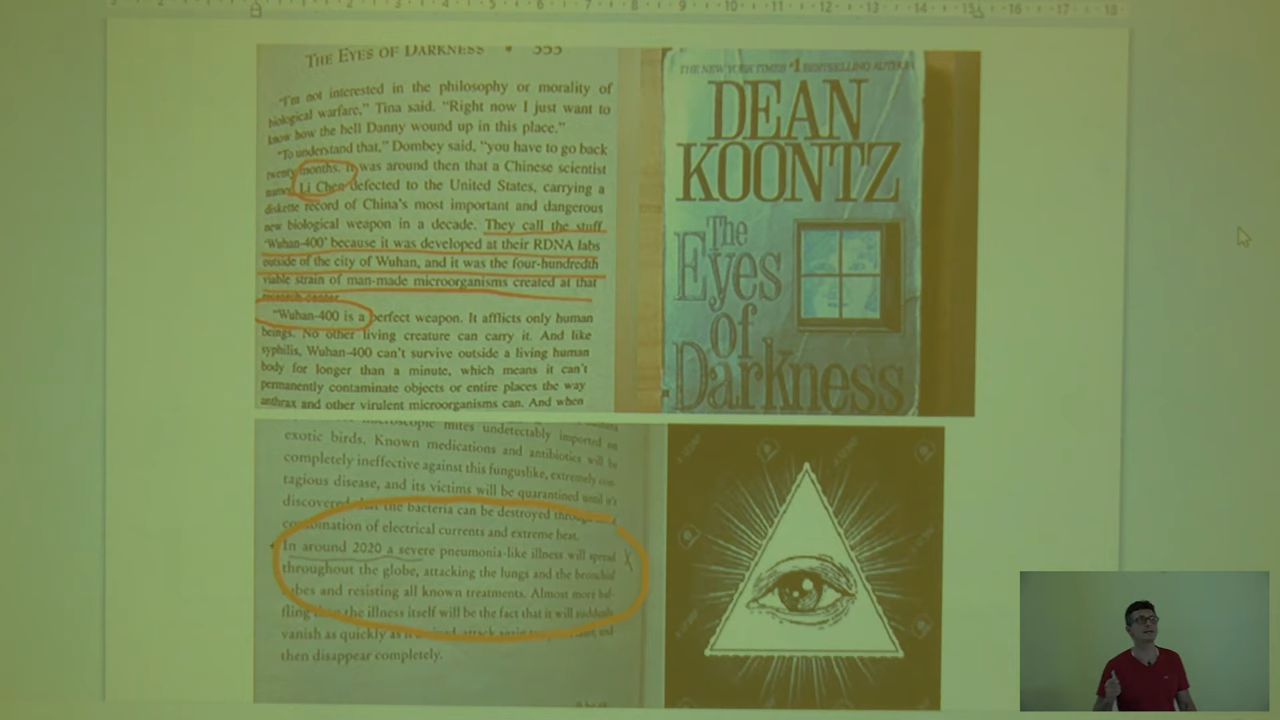 THE EYES OF DARKNESS • 353
"I'm not interested in the philosophy or morality of
biological warfare," Tina said. "Right now I just want to
know how the hell Danny wound up in this place."
"To understand that," Dombey said, "you have to go back
twenty months. It was around then that a Chinese scientist
named Li Chen defected to the United States, carrying a
diskette record of China's most important and dangerous
new biological weapon in a decade. They call the stuff
'Wuhan-400' because it was developed at their RDNA labs
outside of the city of Wuhan, and it was the four-hundredth
viable strain of man-made microorganisms created at that
research center.
"Wuhan-400 is a perfect weapon. It afflicts only human
beings. No other living creature can carry it. And like
syphilis, Wuhan-400 can't survive outside a living human
body for longer than a minute, which means it can't
permanently contaminate objects or entire places the way
anthrax and other virulent microorganisms can. And when
THE NEW YORK TIMES #1 BESTSELLING AUTHOR
DEAN
KOONTZ
The
Eyes
of
Darkness
microscopic mites undetectably imported on
exotic birds. Known medications and antibiotics will be
completely ineffective against this funguslike, extremely con-
tagious disease, and its victims will be quarantined until it's
discovered that the bacteria can be destroyed through
combination of electrical currents and extreme heat.
In around 2020 a severe pneumonia-like illness will spread
throughout the globe, attacking the lungs and the bronchial
tubes and resisting all known treatments. Almost more baf-
fling than the illness itself will be the fact that it will suddenly
vanish as quickly as it
then disappear completely.